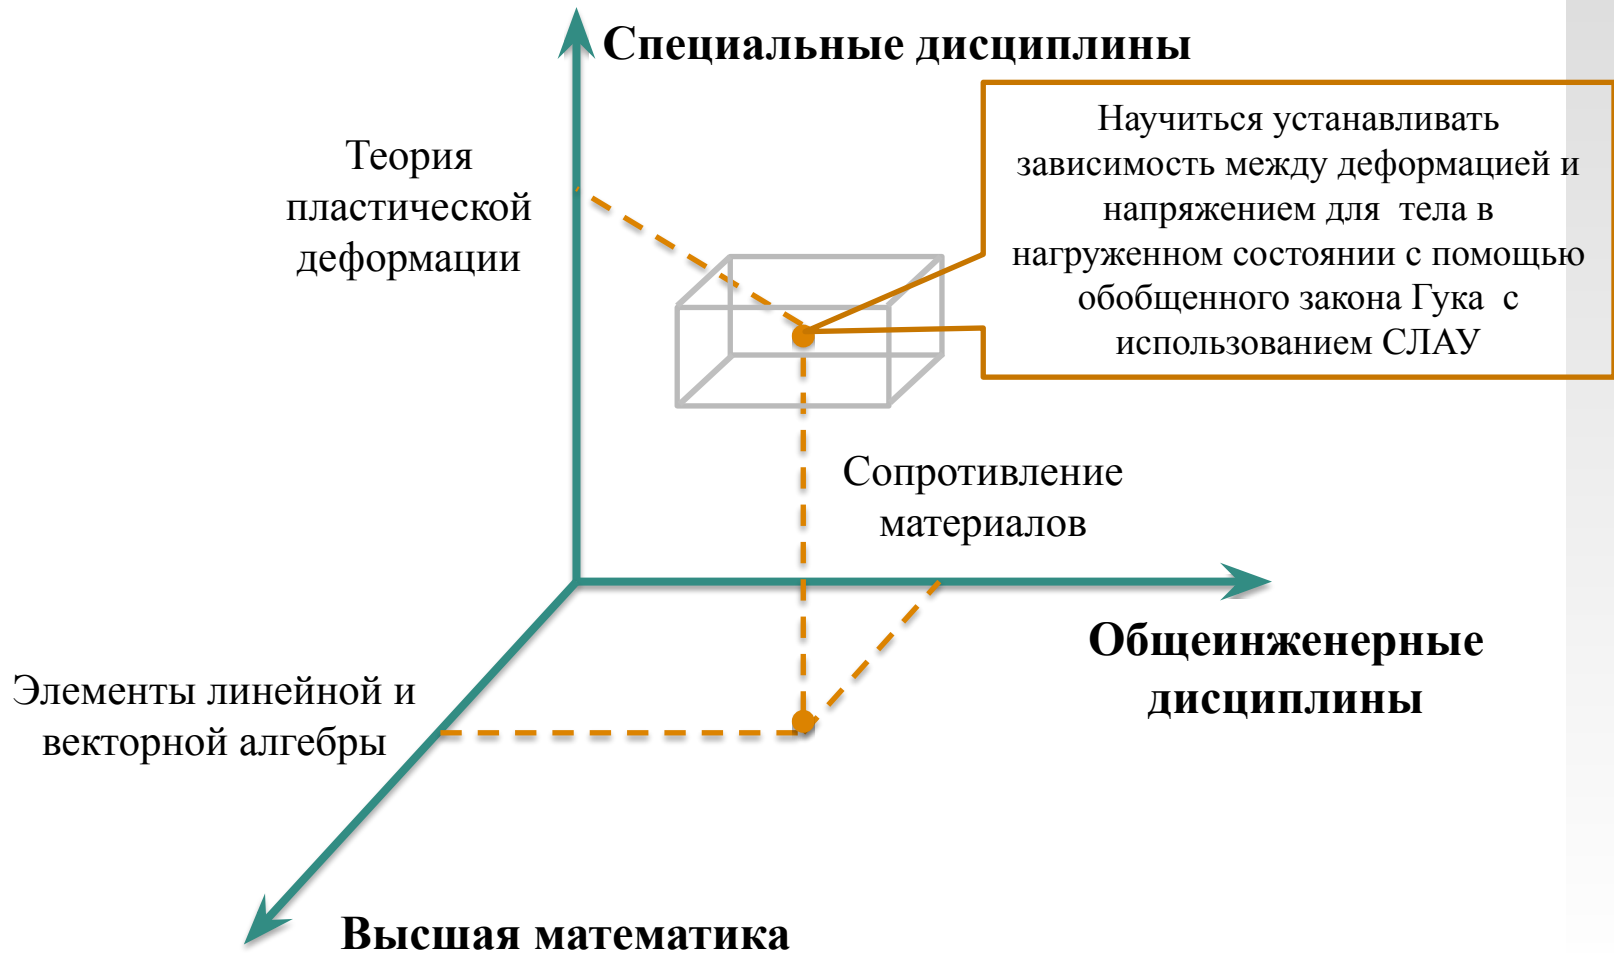 Специальные дисциплины
Научиться устанавливать
зависимость между деформацией и
напряжением для тела в
нагруженном состоянии с помощью
обобщенного закона Гука с
использованием СЛАУ
Теория
пластической
деформации
Сопротивление
материалов
Общеинженерные
дисциплины
Элементы линейной и
векторной алгебры
Высшая математика